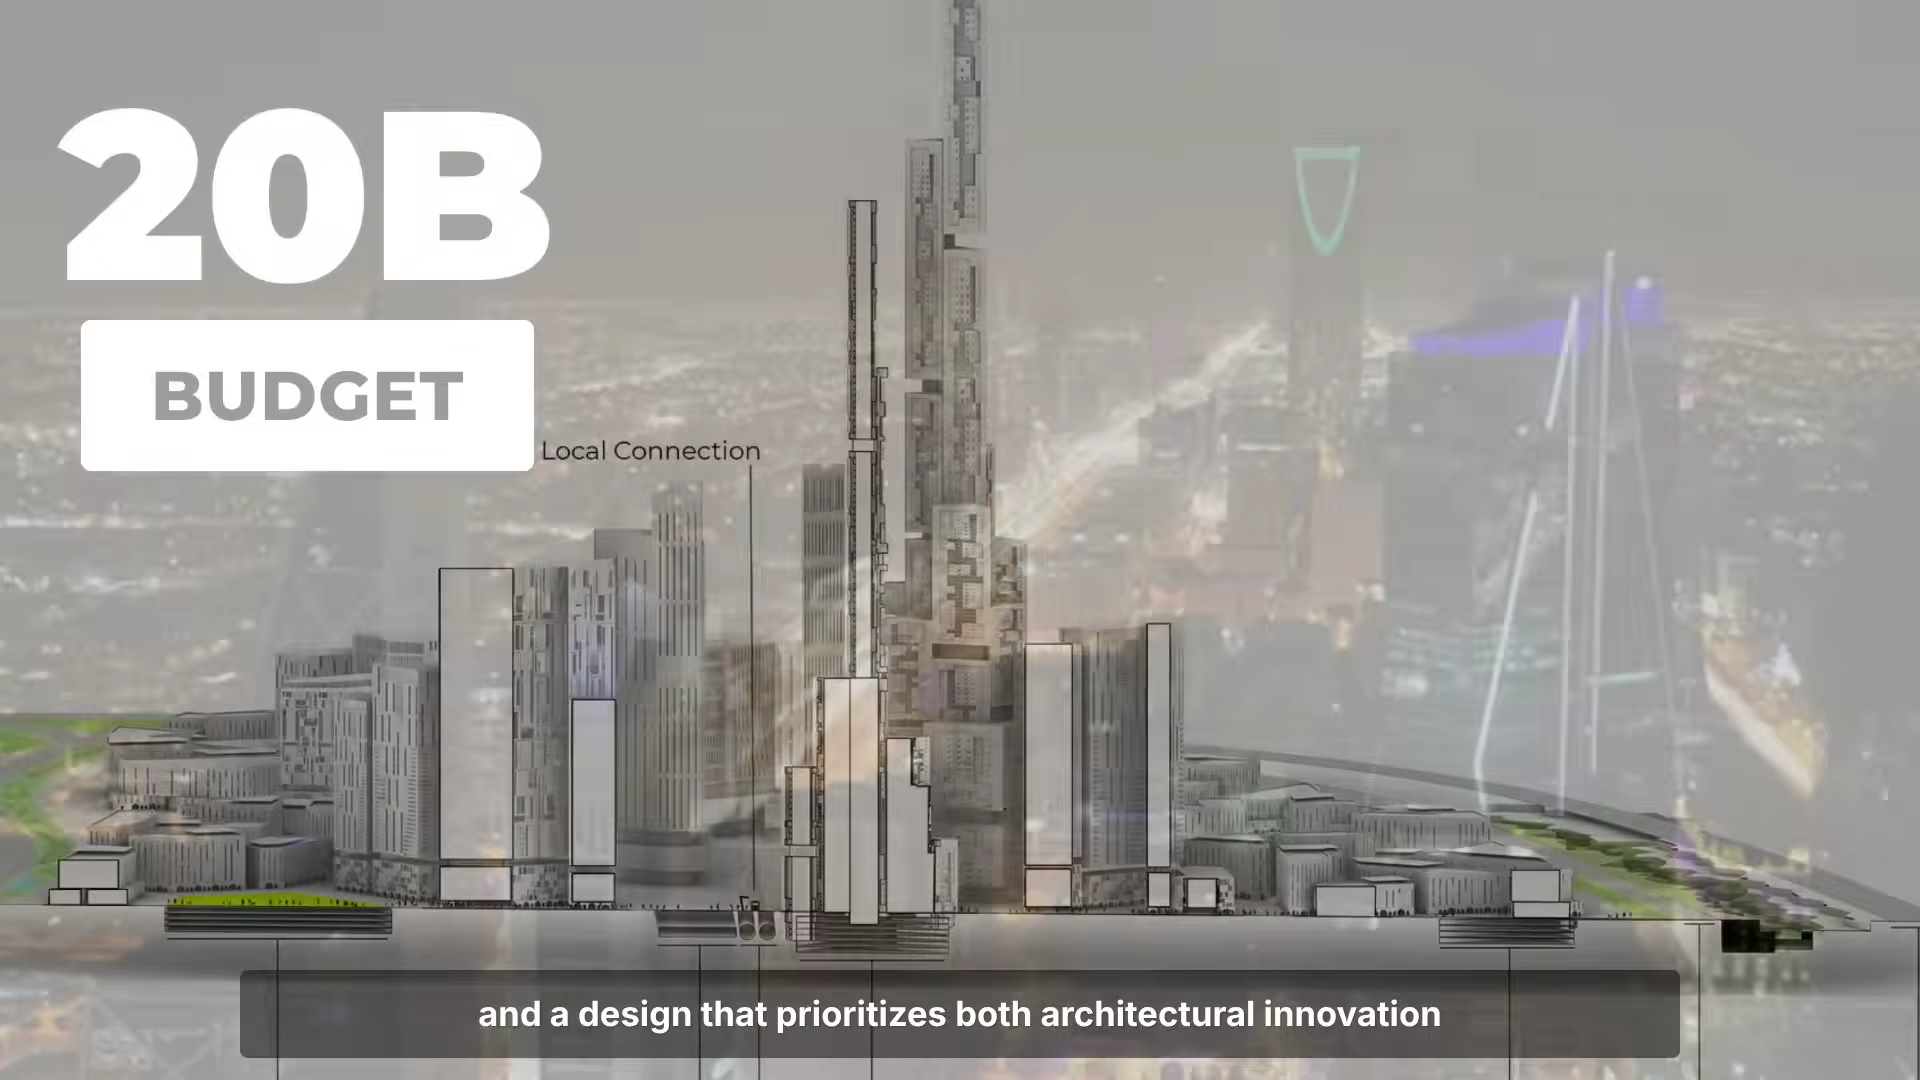 20B
BUDGET
Local Connection
and a design that prioritizes both architectural innovation